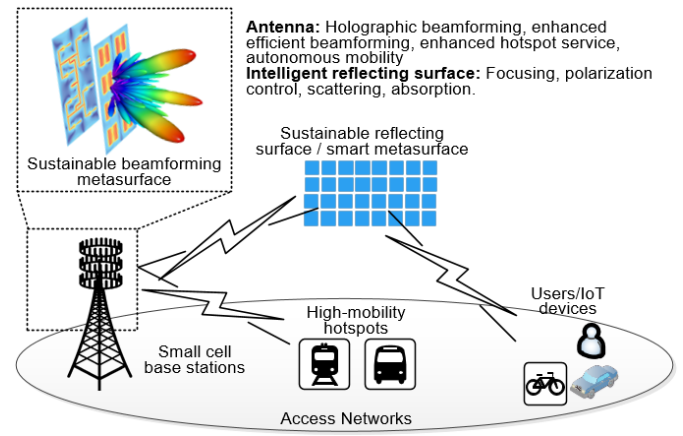 Antenna: Holographic beamforming, enhanced
efficient beamforming, enhanced hotspot service,
autonomous mobility
Intelligent reflecting surface: Focusing, polarization
control, scattering, absorption.
Sustainable beamforming
metasurface
Sustainable reflecting
surface / smart metasurface
Users/IoT
devices
High-mobility
hotspots
Small cell
base stations
Access Networks